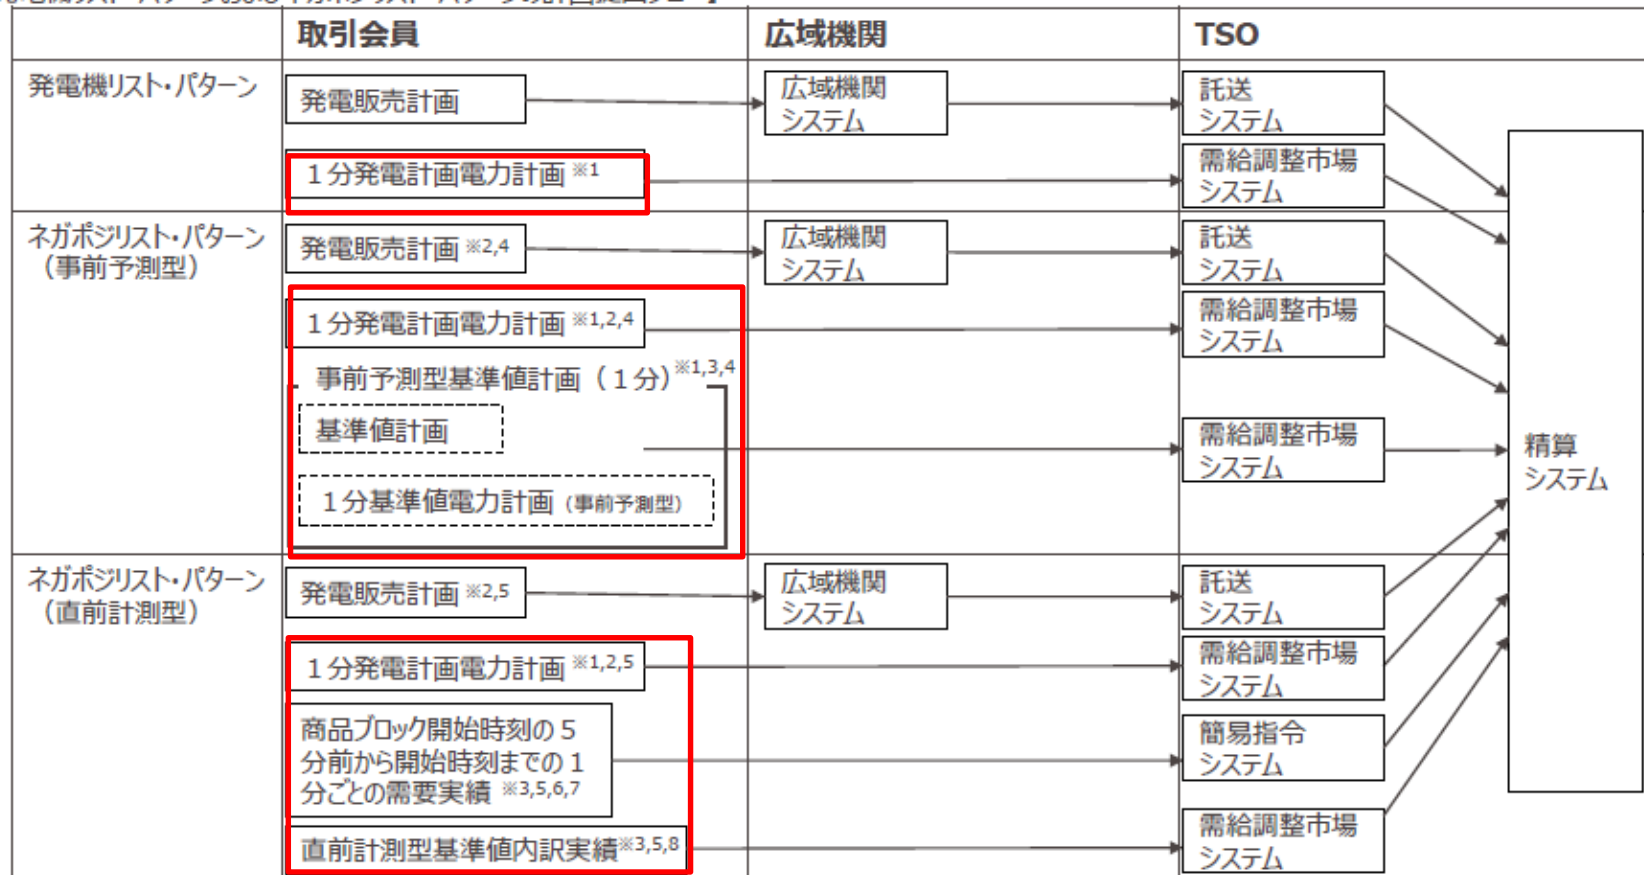 取引会員
広域機関
TSO
発電機リスト・パターン
発電販売計画
広域機関
システム
託送
システム
1分発電計画電力計画 ※1
需給調整市場
システム
ネガポジリスト・パターン
（事前予測型）
発電販売計画 ※2,4
広域機関
システム
託送
システム
1分発電計画電力計画 ※1,2,4
需給調整市場
システム
事前予測型基準値計画（1分）※1,3,4
基準値計画
需給調整市場
システム
1分基準値電力計画（事前予測型）
精算
システム
ネガポジリスト・パターン
（直前計測型）
発電販売計画 ※2,5
広域機関
システム
託送
システム
1分発電計画電力計画 ※1,2,5
需給調整市場
システム
商品ブロック開始時刻の5
分前から開始時刻までの1
分ごとの需要実績 ※3,5,6,7
簡易指令
システム
直前計測型基準値内訳実績※3,5,8
需給調整市場
システム